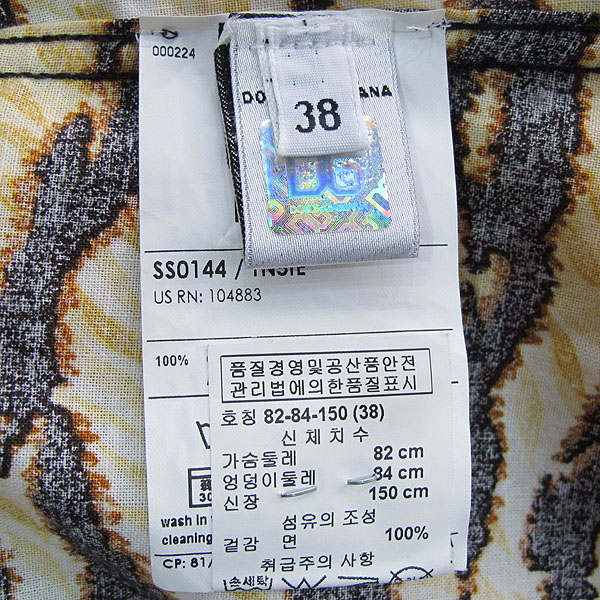 000224
DO ANA
38
DG
SS0144 /
US RN: 104883
100%
품질경영및공산품안전
관리법에의한품질표시
호칭 82-84-150 (38)
신체치수
가슴둘레 82 cm
엉덩이둘레 84 cm
신장 150 cm
섬유의 조성
겉감 면 100%
취급주의 사항
손세탁
30
wash in
cleaning
CP: 81/